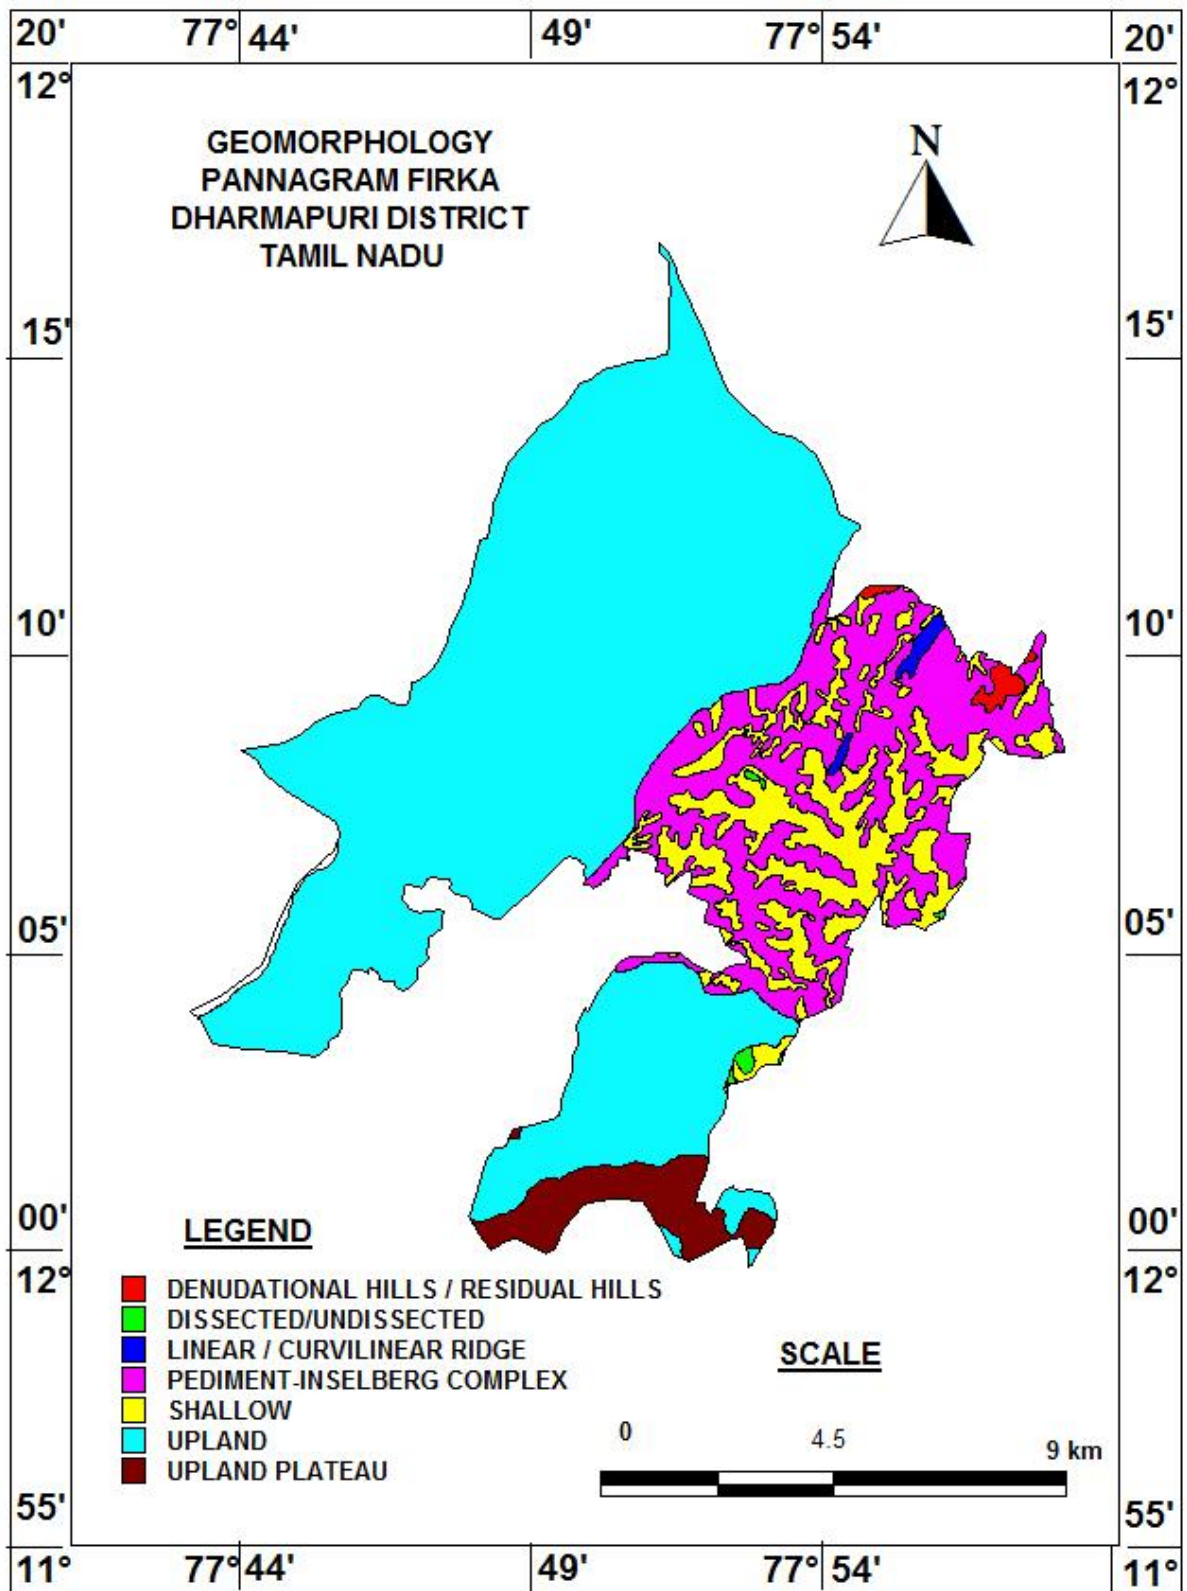 20' 77° 44' 49' 77° 54' 20'
12° 12°
GEOMORPHOLOGY
PANNAGRAM FIRKA
DHARMAPURI DISTRICT
TAMIL NADU
N
15' 15'
10' 10'
05' 05'
00' 00'
12° 12°
LEGEND
DENUDATIONAL HILLS / RESIDUAL HILLS
DISSECTED/UNDISSECTED
LINEAR / CURVILINEAR RIDGE
PEDIMENT-INSELBERG COMPLEX
SHALLOW
UPLAND
UPLAND PLATEAU
SCALE
0 4.5 9 km
55' 55'
11° 77° 44' 49' 77° 54' 11°